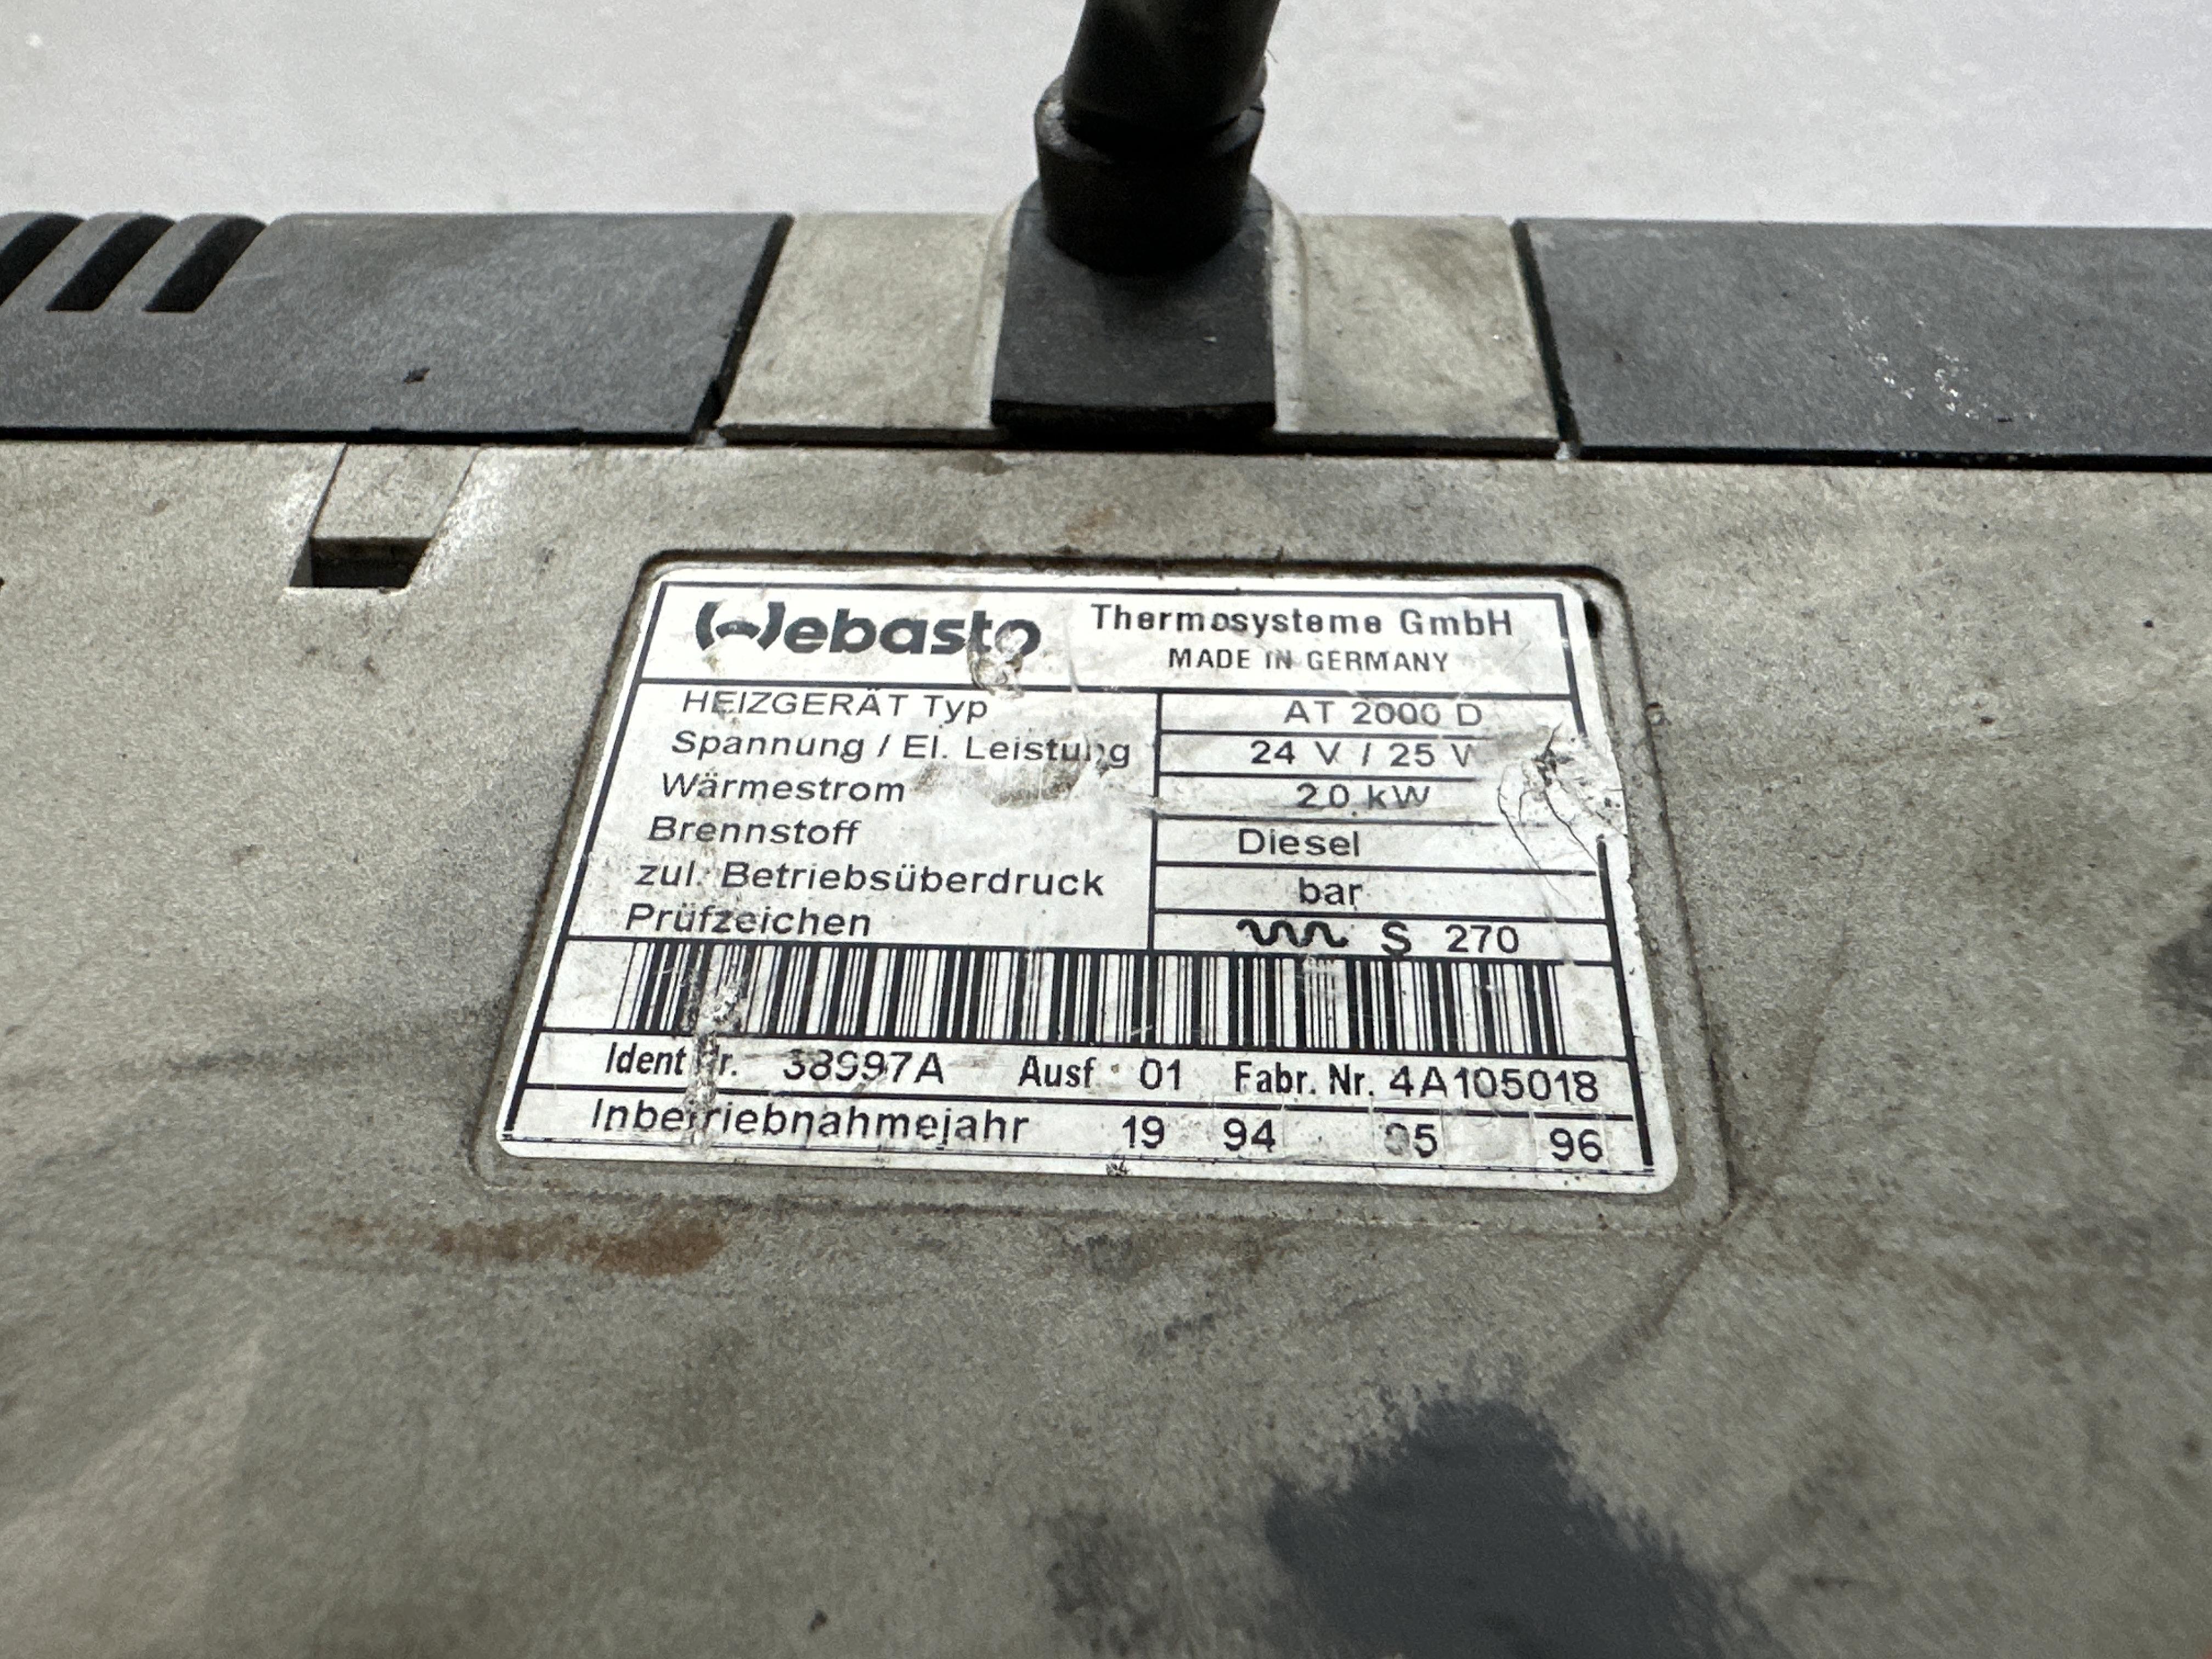 Webasto Thermosysteme GmbH
MADE IN GERMANY
HEIZGERÄT Typ AT 2000 D
Spannung / El. Leistung 24 V / 25 W
Wärmestrom 2.0 kW
Brennstoff Diesel
zul. Betriebsüberdruck bar
Prüfzeichen S 270
Ident Nr. 38997A Ausf. 01 Fabr. Nr. 4A105018
Inbetriebnahmejahr 19 94 95 96